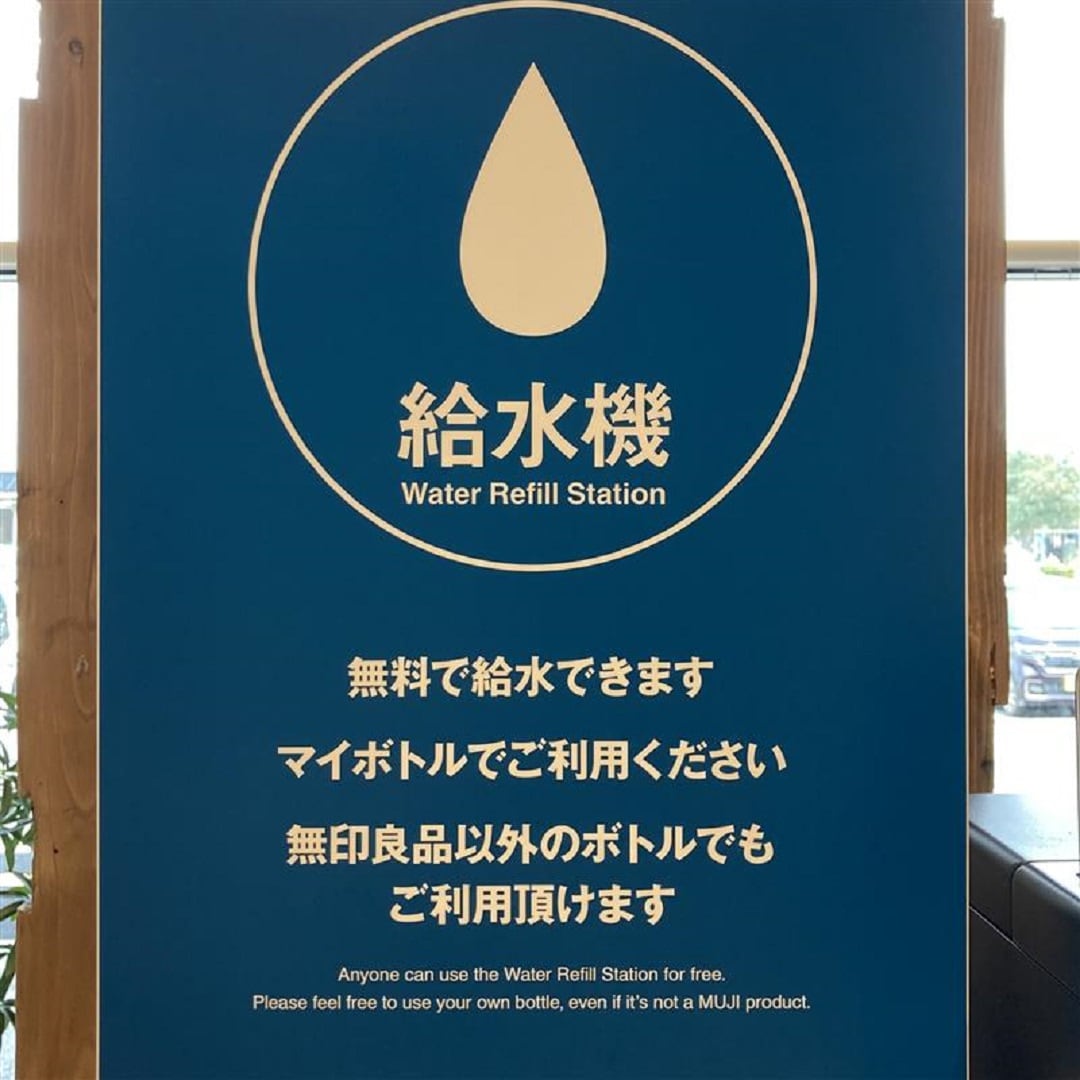 給水機
Water Refill Station
無料で給水できます
マイボトルでご利用ください
無印良品以外のボトルでも
ご利用頂けます
Anyone can use the Water Refill Station for free.
Please feel free to use your own bottle, even if it's not a MUJI product.